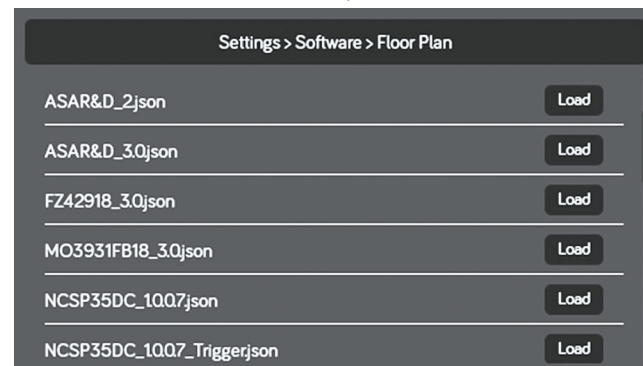 Settings > Software > Floor Plan
ASAR&D_2.json Load
ASAR&D_3.0.json Load
FZ42918_3.0.json Load
MO3931FB18_3.0.json Load
NCSP35DC_1.0.0.7.json Load
NCSP35DC_1.0.0.7_Trigger.json Load